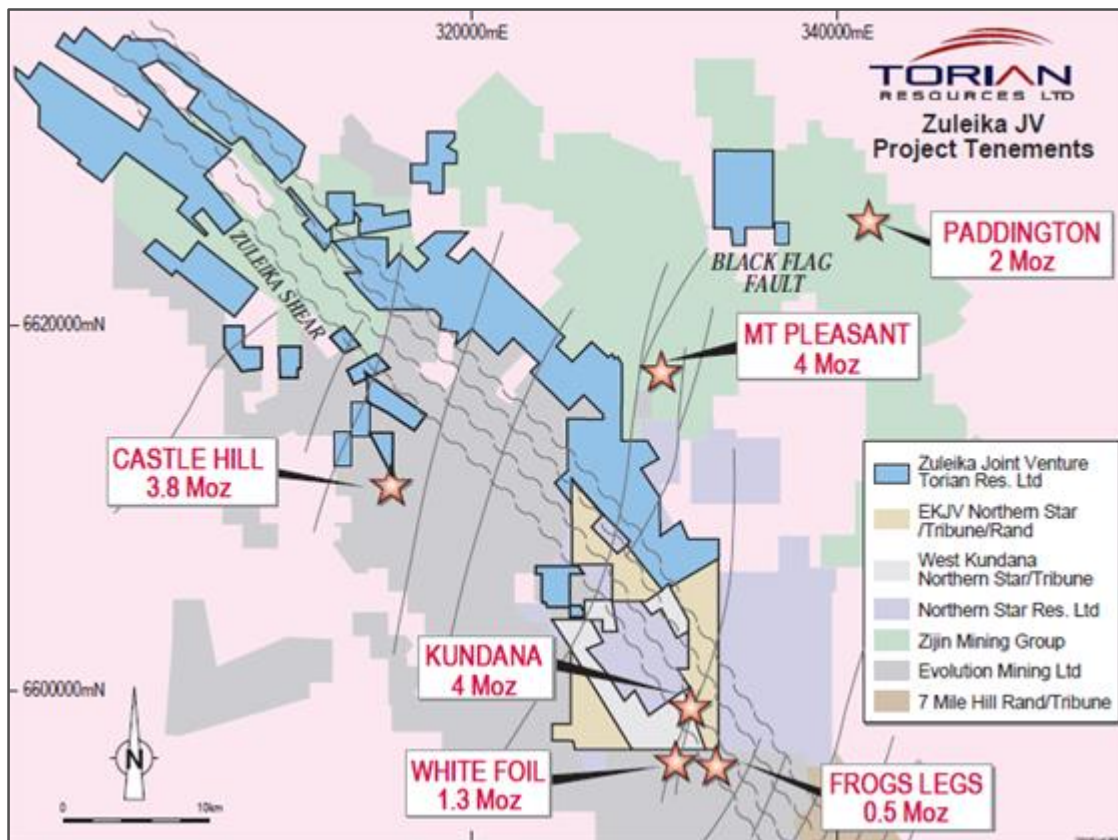 320000mE
340000mE
TORIAN
RESOURCES LTD
Zuleika JV
Project Tenements
PADDINGTON
2 Moz
BLACK FLAG
FAULT
ZULEIKA SHEAR
6620000mN
MT PLEASANT
4 Moz
CASTLE HILL
3.8 Moz
Zuleika Joint Venture
Torian Res. Ltd
EKJV Northern Star
/Tribune/Rand
West Kundana
Northern Star/Tribune
Northern Star Res. Ltd
Zijin Mining Group
Evolution Mining Ltd
7 Mile Hill Rand/Tribune
KUNDANA
4 Moz
6600000mN
N
WHITE FOIL
1.3 Moz
FROGS LEGS
0.5 Moz
0
10km